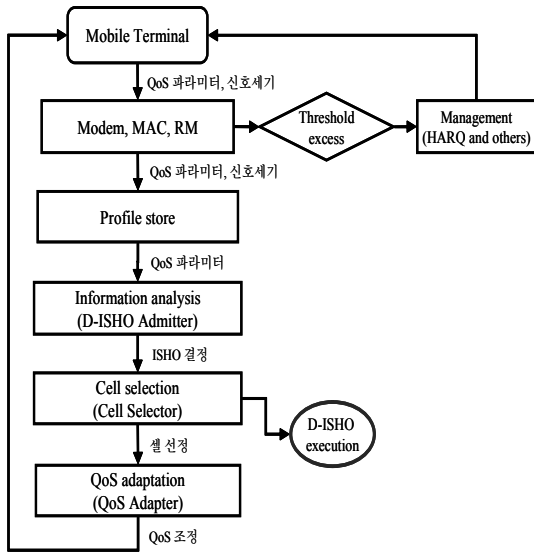 Mobile Terminal
QoS 파라미터, 신호세기
Modem, MAC, RM
Threshold
excess
Management
(HARQ and others)
QoS 파라미터, 신호세기
Profile store
QoS 파라미터
Information analysis
(D-ISHO Admitter)
ISHO 결정
Cell selection
(Cell Selector)
D-ISHO
execution
셀 선정
QoS adaptation
(QoS Adapter)
QoS 조정